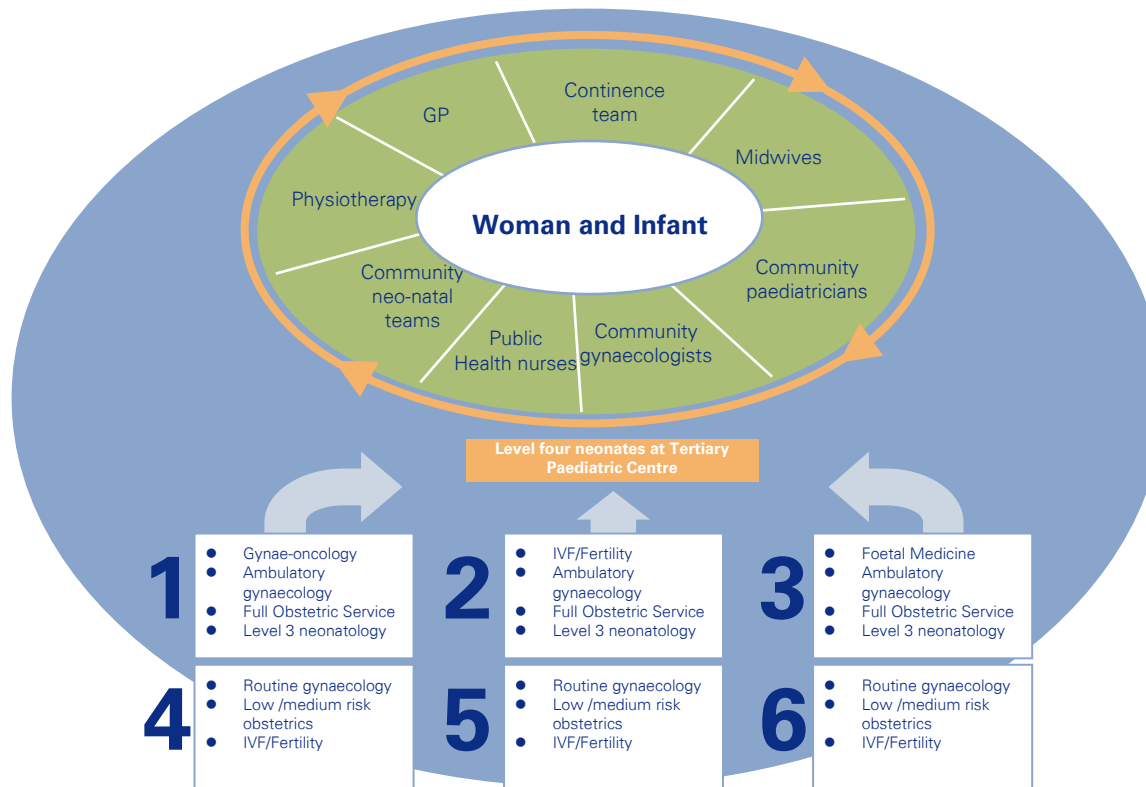 Continence
team
GP
Midwives
Physiotherapy
Woman and Infant
Community
paediatricians
Community
neo-natal
teams
Public
Health nurses
Community
gynaecologists
Level four neonates at Tertiary
Paediatric Centre
1
● Gynae-oncology
● Ambulatory
gynaecology
● Full Obstetric Service
● Level 3 neonatology
2
● IVF/Fertility
● Ambulatory
gynaecology
● Full Obstetric Service
● Level 3 neonatology
3
● Foetal Medicine
● Ambulatory
gynaecology
● Full Obstetric Service
● Level 3 neonatology
4
● Routine gynaecology
● Low /medium risk
obstetrics
● IVF/Fertility
5
● Routine gynaecology
● Low /medium risk
obstetrics
● IVF/Fertility
6
● Routine gynaecology
● Low /medium risk
obstetrics
● IVF/Fertility